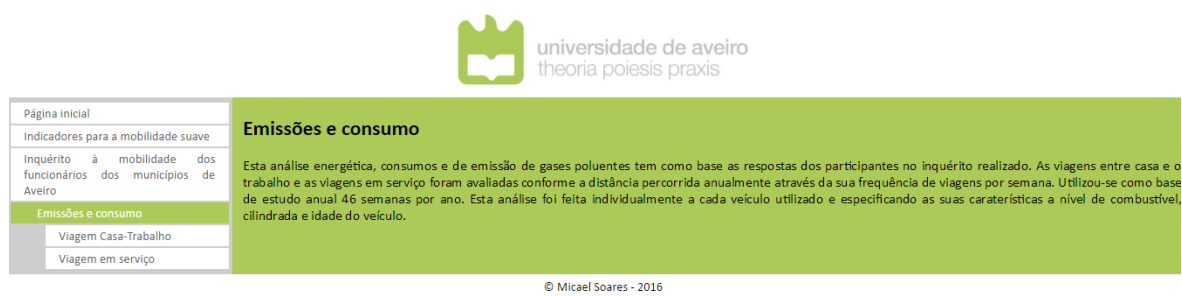 universidade de aveiro
theoria poiesis praxis
Página inicial
Indicadores para a mobilidade suave
Inquérito à mobilidade dos
funcionários dos municípios de
Aveiro
Emissões e consumo
Viagem Casa-Trabalho
Viagem em serviço
Emissões e consumo
Esta análise energética, consumos e de emissão de gases poluentes tem como base as respostas dos participantes no inquérito realizado. As viagens entre casa e o
trabalho e as viagens em serviço foram avaliadas conforme a distância percorrida anualmente através da sua frequência de viagens por semana. Utilizou-se como base
de estudo anual 46 semanas por ano. Esta análise foi feita individualmente a cada veículo utilizado e especificando as suas caraterísticas a nível de combustível,
cilindrada e idade do veículo.
© Micael Soares - 2016